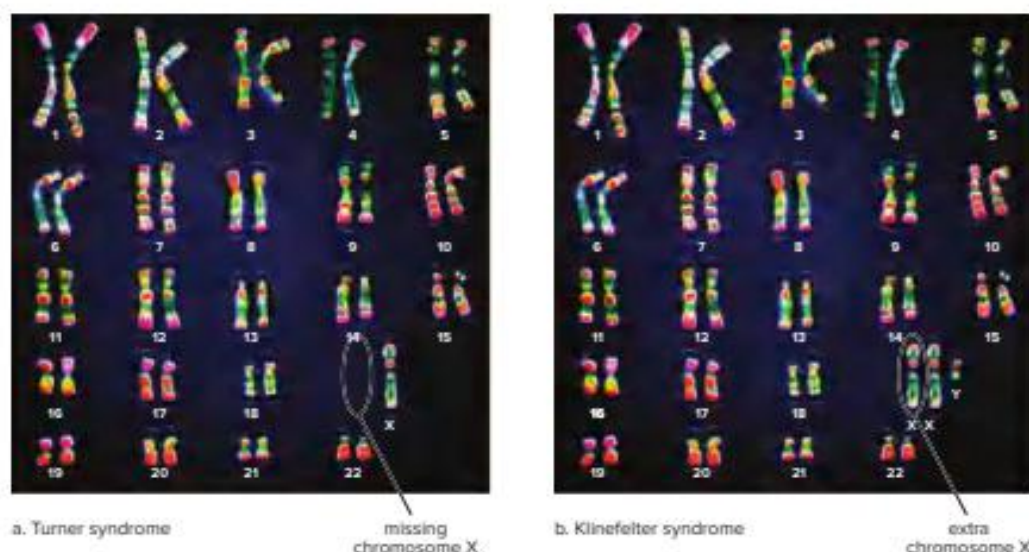 1 2 3 4 5
6 7 8 9 10
11 12 13 14 15
16 17 18 X
19 20 21 22
a. Turner syndrome
missing
chromosome X
1 2 3 4 5
6 7 8 9 10
11 12 13 14 15
16 17 18 X X Y
19 20 21 22
b. Klinefelter syndrome
extra
chromosome X